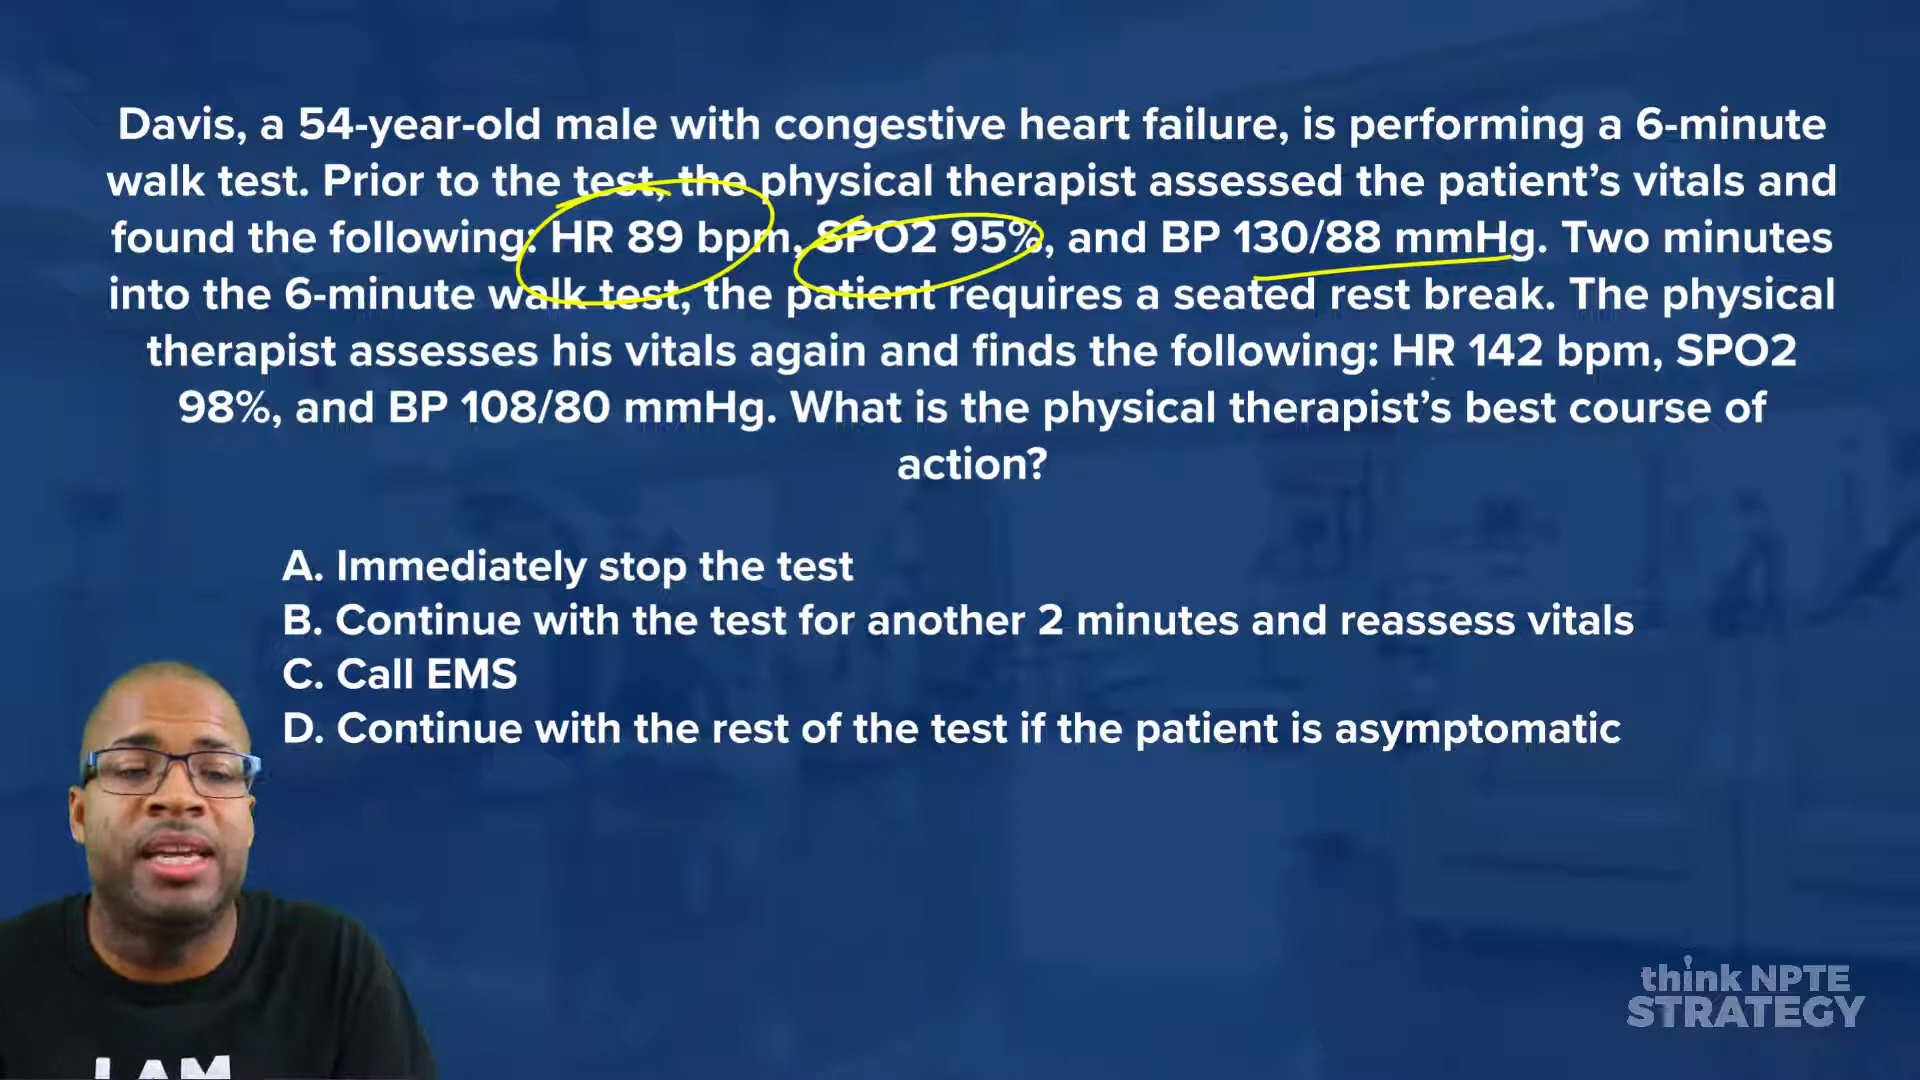 Davis, a 54-year-old male with congestive heart failure, is performing a 6-minute
walk test. Prior to the test, the physical therapist assessed the patient’s vitals and
found the following: HR 89 bpm, SPO2 95%, and BP 130/88 mmHg. Two minutes
into the 6-minute walk test, the patient requires a seated rest break. The physical
therapist assesses his vitals again and finds the following: HR 142 bpm, SPO2
98%, and BP 108/80 mmHg. What is the physical therapist’s best course of
action?
A. Immediately stop the test
B. Continue with the test for another 2 minutes and reassess vitals
C. Call EMS
D. Continue with the rest of the test if the patient is asymptomatic
I AM
think NPTE
STRATEGY